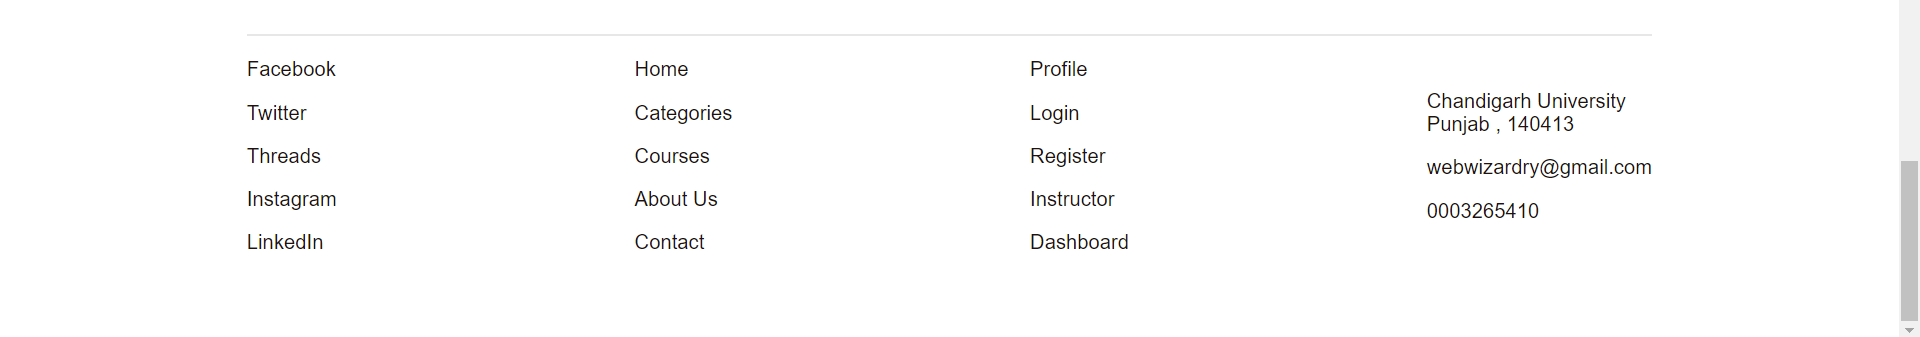 Facebook
Twitter
Threads
Instagram
LinkedIn
Home
Categories
Courses
About Us
Contact
Profile
Login
Register
Instructor
Dashboard
Chandigarh University
Punjab , 140413
webwizardry@gmail.com
0003265410